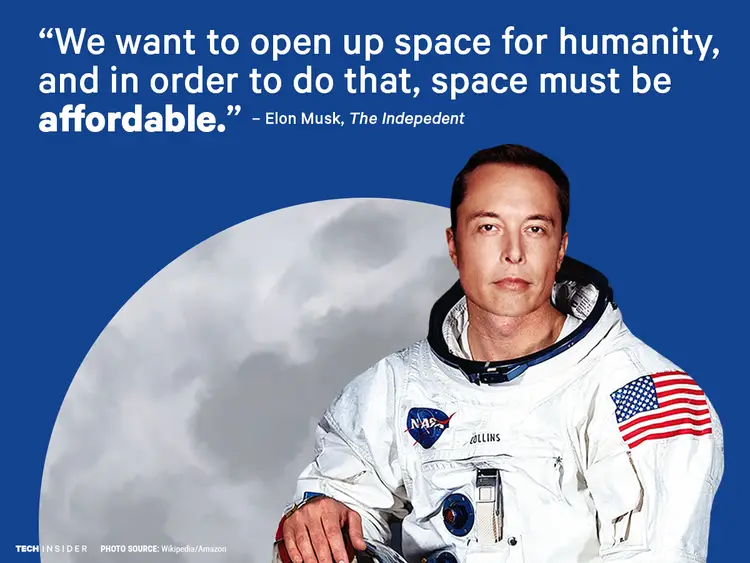 “We want to open up space for humanity,
and in order to do that, space must be
affordable.” – Elon Musk, The Indepedent
NASA
COLLINS
TECH INSIDER PHOTO SOURCE: Wikipedia/Amazon